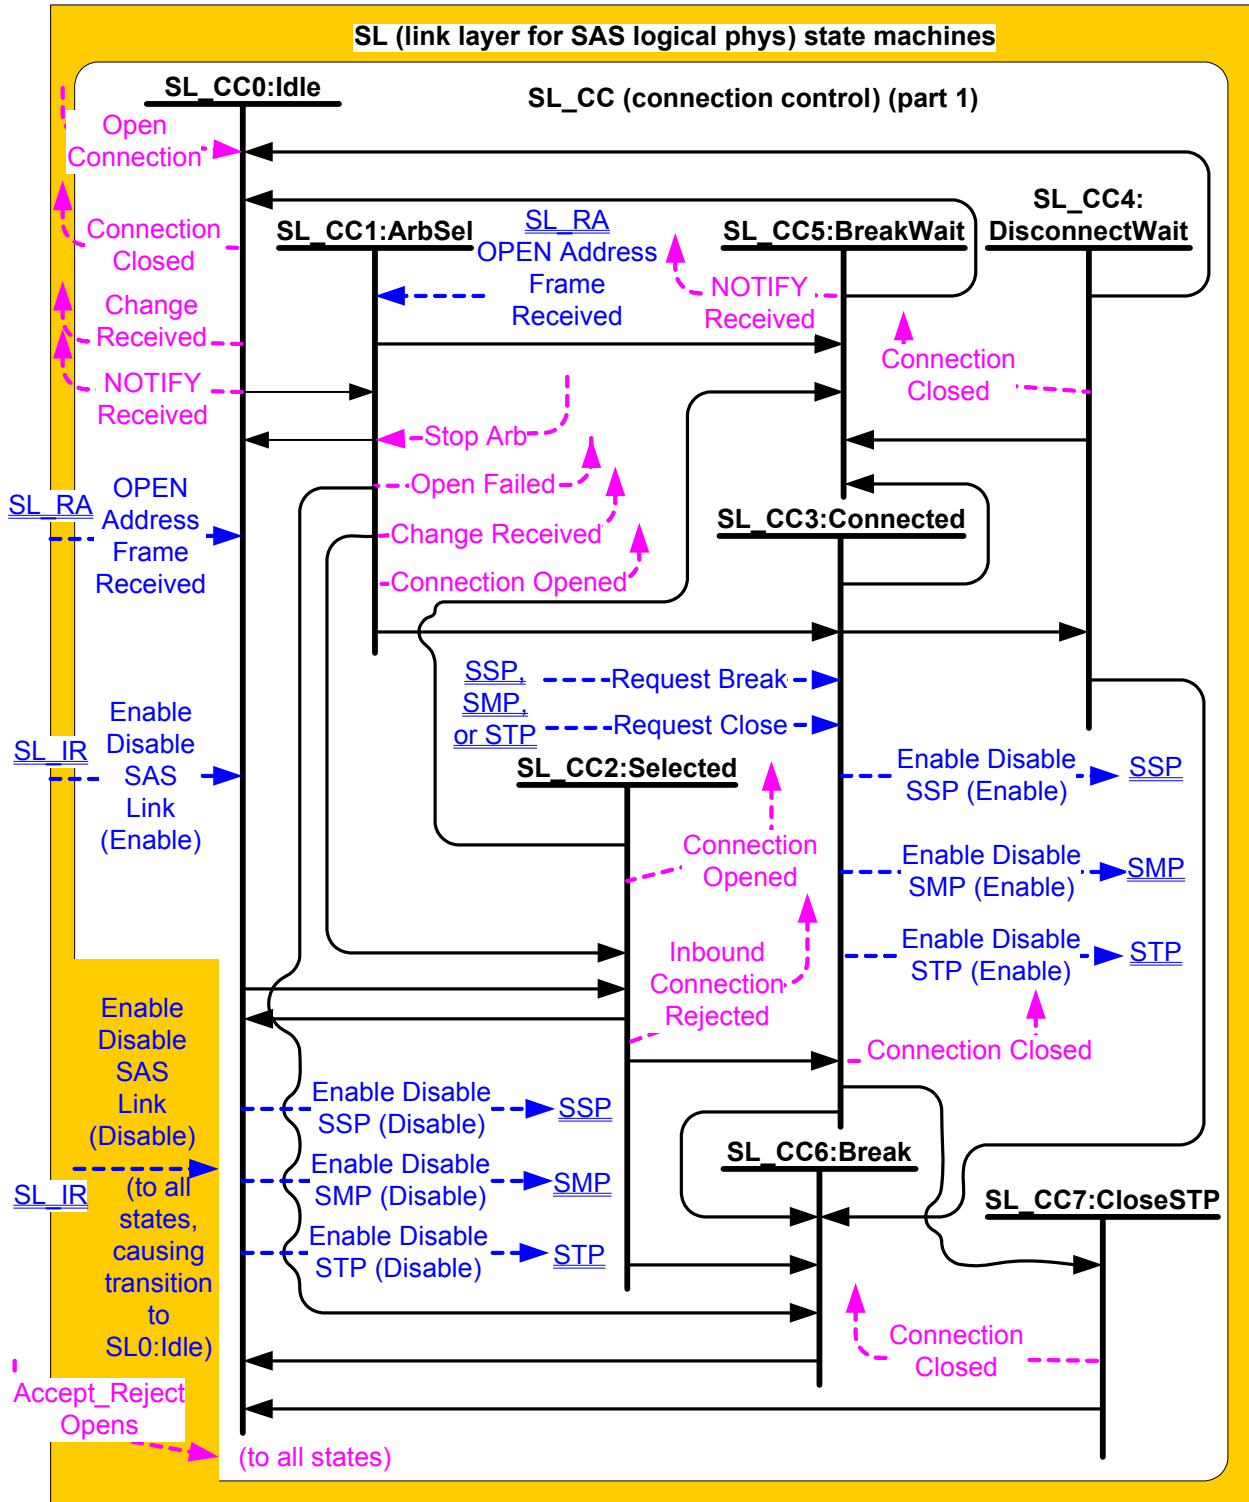 SL (link layer for SAS logical phys) state machines
SL_CC0:Idle
SL_CC (connection control) (part 1)
Open
Connection
Connection
Closed
Change
Received
NOTIFY
Received
SL_CC1:ArbSel
SL_RA
OPEN Address
Frame
Received
SL_CC5:BreakWait
NOTIFY
Received
SL_CC4:
DisconnectWait
Connection
Closed
Stop Arb
Open Failed
Change Received
Connection Opened
SL_RA
OPEN
Address
Frame
Received
SL_CC3:Connected
SSP,
SMP,
or STP
Request Break
Request Close
SL_IR
Enable
Disable
SAS
Link
(Enable)
SL_CC2:Selected
Enable Disable
SSP (Enable)
SSP
Connection
Opened
Enable Disable
SMP (Enable)
SMP
Inbound
Connection
Rejected
Enable Disable
STP (Enable)
STP
Connection Closed
Enable
Disable
SAS
Link
(Disable)
SL_IR
(to all
states,
causing
transition
to
SL0:Idle)
Enable Disable
SSP (Disable)
SSP
Enable Disable
SMP (Disable)
SMP
Enable Disable
STP (Disable)
STP
SL_CC6:Break
SL_CC7:CloseSTP
Connection
Closed
Accept_Reject
Opens
(to all states)